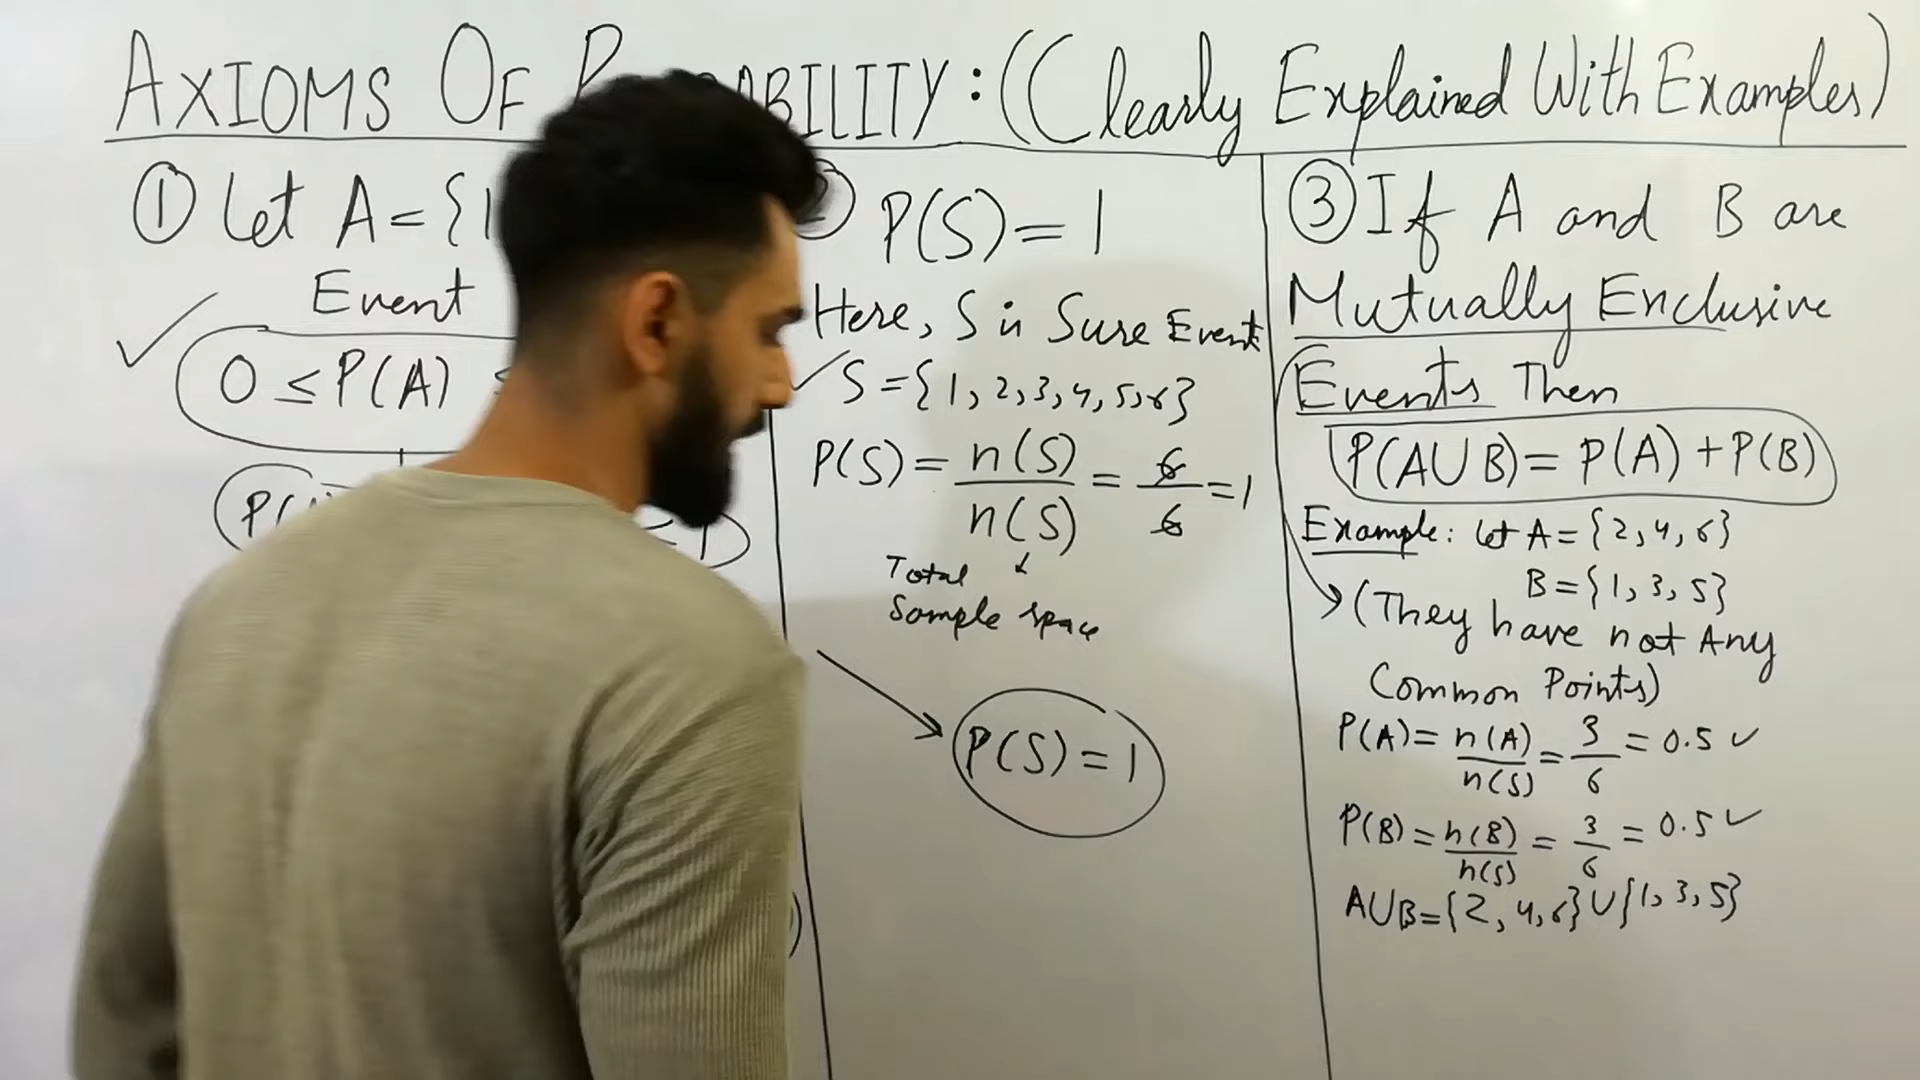 AXIOMS OF P ABILITY : (Clearly Explained With Examples)
① Let A = {1
Event
0 ≤ P(A) ≤
P(
≤ 1
P(S) = 1
Here, S is Sure Event
S = {1, 2, 3, 4, 5, 6}
P(S) = n(S)/n(S) = 6/6 = 1
Total
Sample space
P(S) = 1
③ If A and B are
Mutually Enclusive
Events Then
P(A∪B) = P(A) + P(B)
Example: Let A = {2, 4, 6}
B = {1, 3, 5}
(They have not Any
Common Points)
P(A) = n(A)/n(S) = 3/6 = 0.5 ✓
P(B) = n(B)/n(S) = 3/6 = 0.5 ✓
A∪B = {2, 4, 6} ∪ {1, 3, 5}